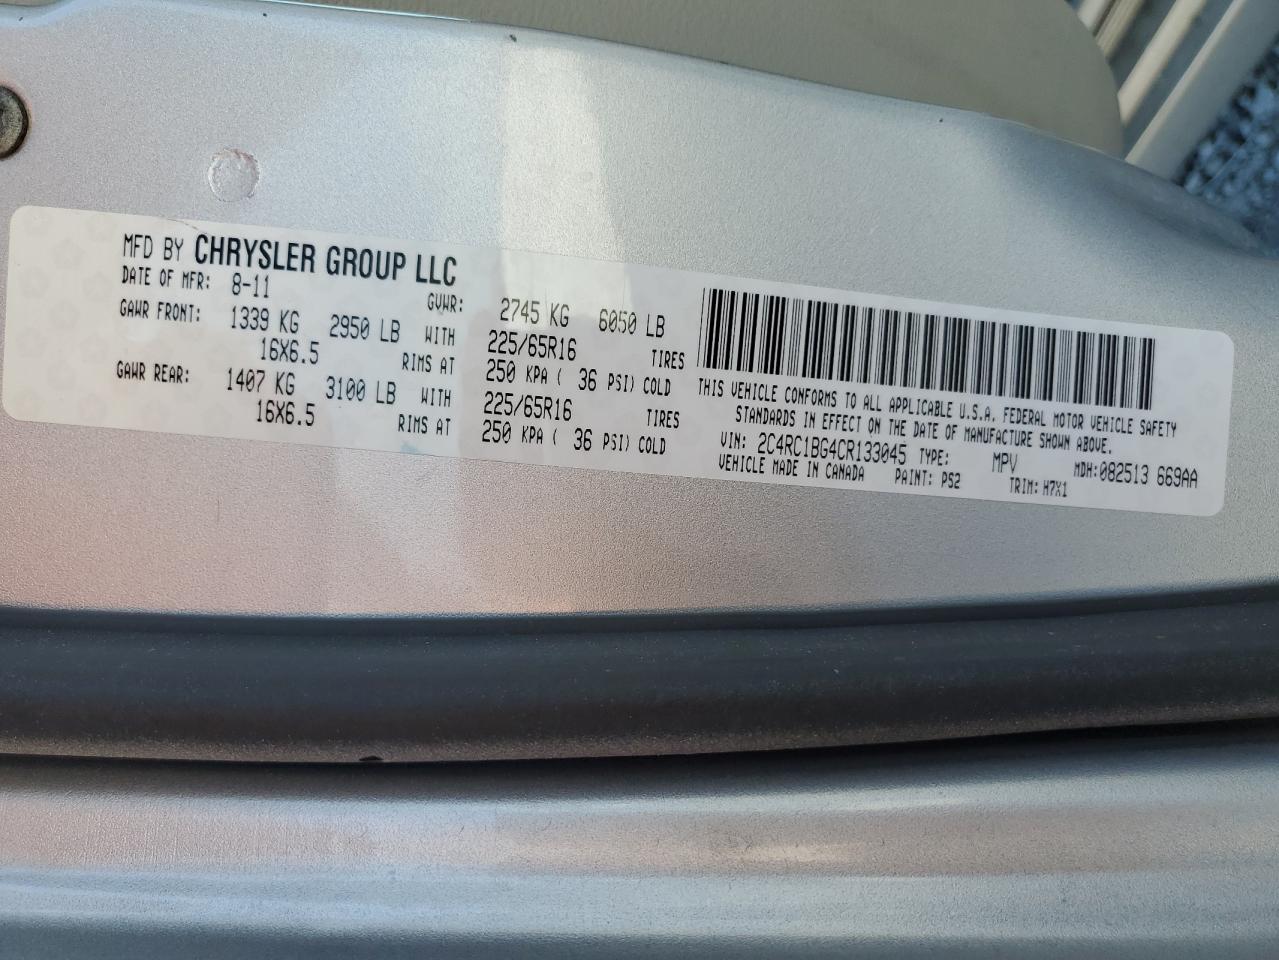 MFD BY CHRYSLER GROUP LLC
DATE OF MFR: 8-11 GVWR: 2745 KG 6050 LB
GAWR FRONT: 1339 KG 2950 LB WITH 225/65R16 TIRES
16X6.5 RIMS AT 250 KPA ( 36 PSI) COLD
GAWR REAR: 1407 KG 3100 LB WITH 225/65R16 TIRES
16X6.5 RIMS AT 250 KPA ( 36 PSI) COLD
THIS VEHICLE CONFORMS TO ALL APPLICABLE U.S.A. FEDERAL MOTOR VEHICLE SAFETY
STANDARDS IN EFFECT ON THE DATE OF MANUFACTURE SHOWN ABOVE.
VIN: 2C4RC1BG4CR133045 TYPE: MPV MDH:082513 669AA
VEHICLE MADE IN CANADA PAINT: PS2 TRIM: H7X1